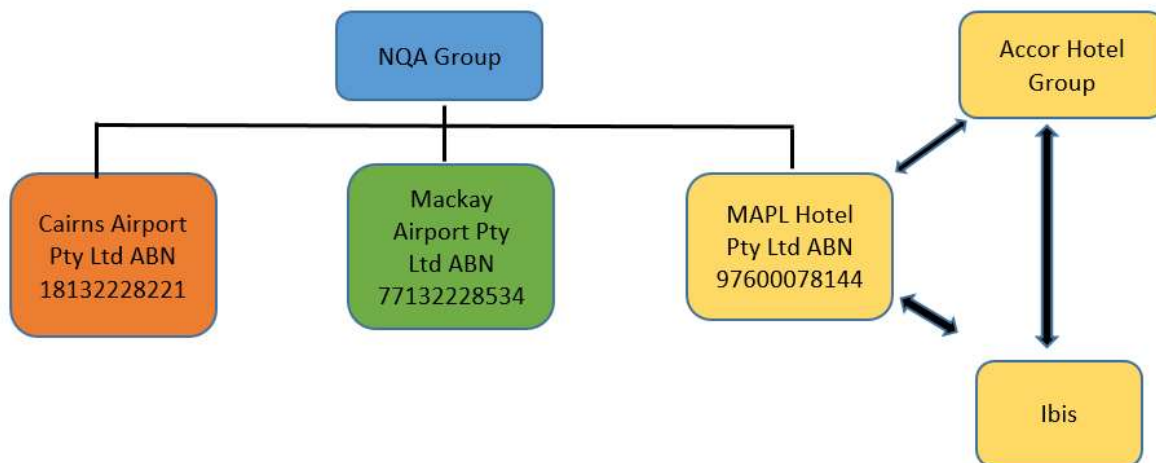 NQA Group
Accor Hotel
Group
Cairns Airport
Pty Ltd ABN
18132228221
Mackay
Airport Pty
Ltd ABN
77132228534
MAPL Hotel
Pty Ltd ABN
97600078144
Ibis